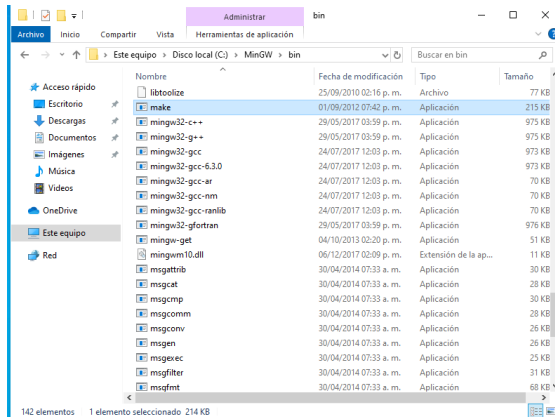 Administrar
bin
Archivo Inicio Compartir Vista Herramientas de aplicación
Este equipo > Disco local (C:) > MinGW > bin
Buscar en bin
Nombre Fecha de modificación Tipo Tamaño
libtoolize 25/09/2010 02:16 p. m. Archivo 77 KB
make 01/09/2012 07:42 p. m. Aplicación 215 KB
mingw32-c++ 29/05/2017 03:59 p. m. Aplicación 975 KB
mingw32-g++ 29/05/2017 03:59 p. m. Aplicación 975 KB
mingw32-gcc 24/07/2017 12:03 p. m. Aplicación 973 KB
mingw32-gcc-6.3.0 24/07/2017 12:03 p. m. Aplicación 973 KB
mingw32-gcc-ar 24/07/2017 12:03 p. m. Aplicación 70 KB
mingw32-gcc-nm 24/07/2017 12:03 p. m. Aplicación 70 KB
mingw32-gcc-ranlib 24/07/2017 12:03 p. m. Aplicación 70 KB
mingw32-gfortran 29/05/2017 03:59 p. m. Aplicación 976 KB
mingw-get 04/10/2013 02:20 p. m. Aplicación 51 KB
mingwm10.dll 06/12/2017 02:09 p. m. Extensión de la ap... 11 KB
msgattrib 30/04/2014 07:33 a. m. Aplicación 30 KB
msgcat 30/04/2014 07:33 a. m. Aplicación 28 KB
msgcmp 30/04/2014 07:33 a. m. Aplicación 30 KB
msgcomm 30/04/2014 07:33 a. m. Aplicación 28 KB
msgconv 30/04/2014 07:33 a. m. Aplicación 26 KB
msgen 30/04/2014 07:33 a. m. Aplicación 26 KB
msgexec 30/04/2014 07:33 a. m. Aplicación 25 KB
msgfilter 30/04/2014 07:33 a. m. Aplicación 31 KB
msgfmt 30/04/2014 07:33 a. m. Aplicación 68 KB
Acceso rápido
Escritorio
Descargas
Documentos
Imágenes
Música
Videos
OneDrive
Este equipo
Red
142 elementos 1 elemento seleccionado 214 KB